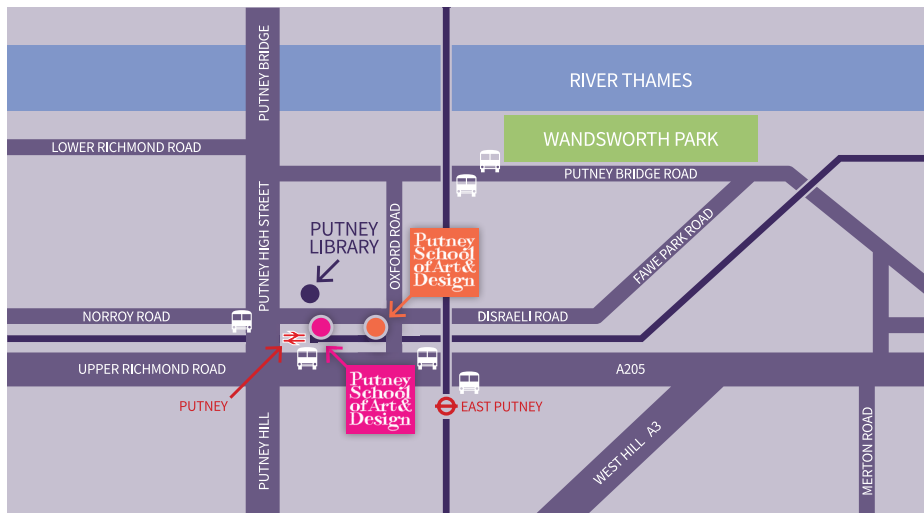 PUTNEY BRIDGE
RIVER THAMES
WANDSWORTH PARK
LOWER RICHMOND ROAD
PUTNEY BRIDGE ROAD
PUTNEY HIGH STREET
PUTNEY
LIBRARY
OXFORD ROAD
Putney
School
of Art &
Design
FAWE PARK ROAD
NORROY ROAD
DISRAELI ROAD
UPPER RICHMOND ROAD
A205
Putney
School
of Art &
Design
PUTNEY
EAST PUTNEY
PUTNEY HILL
WEST HILL A3
MERTON ROAD